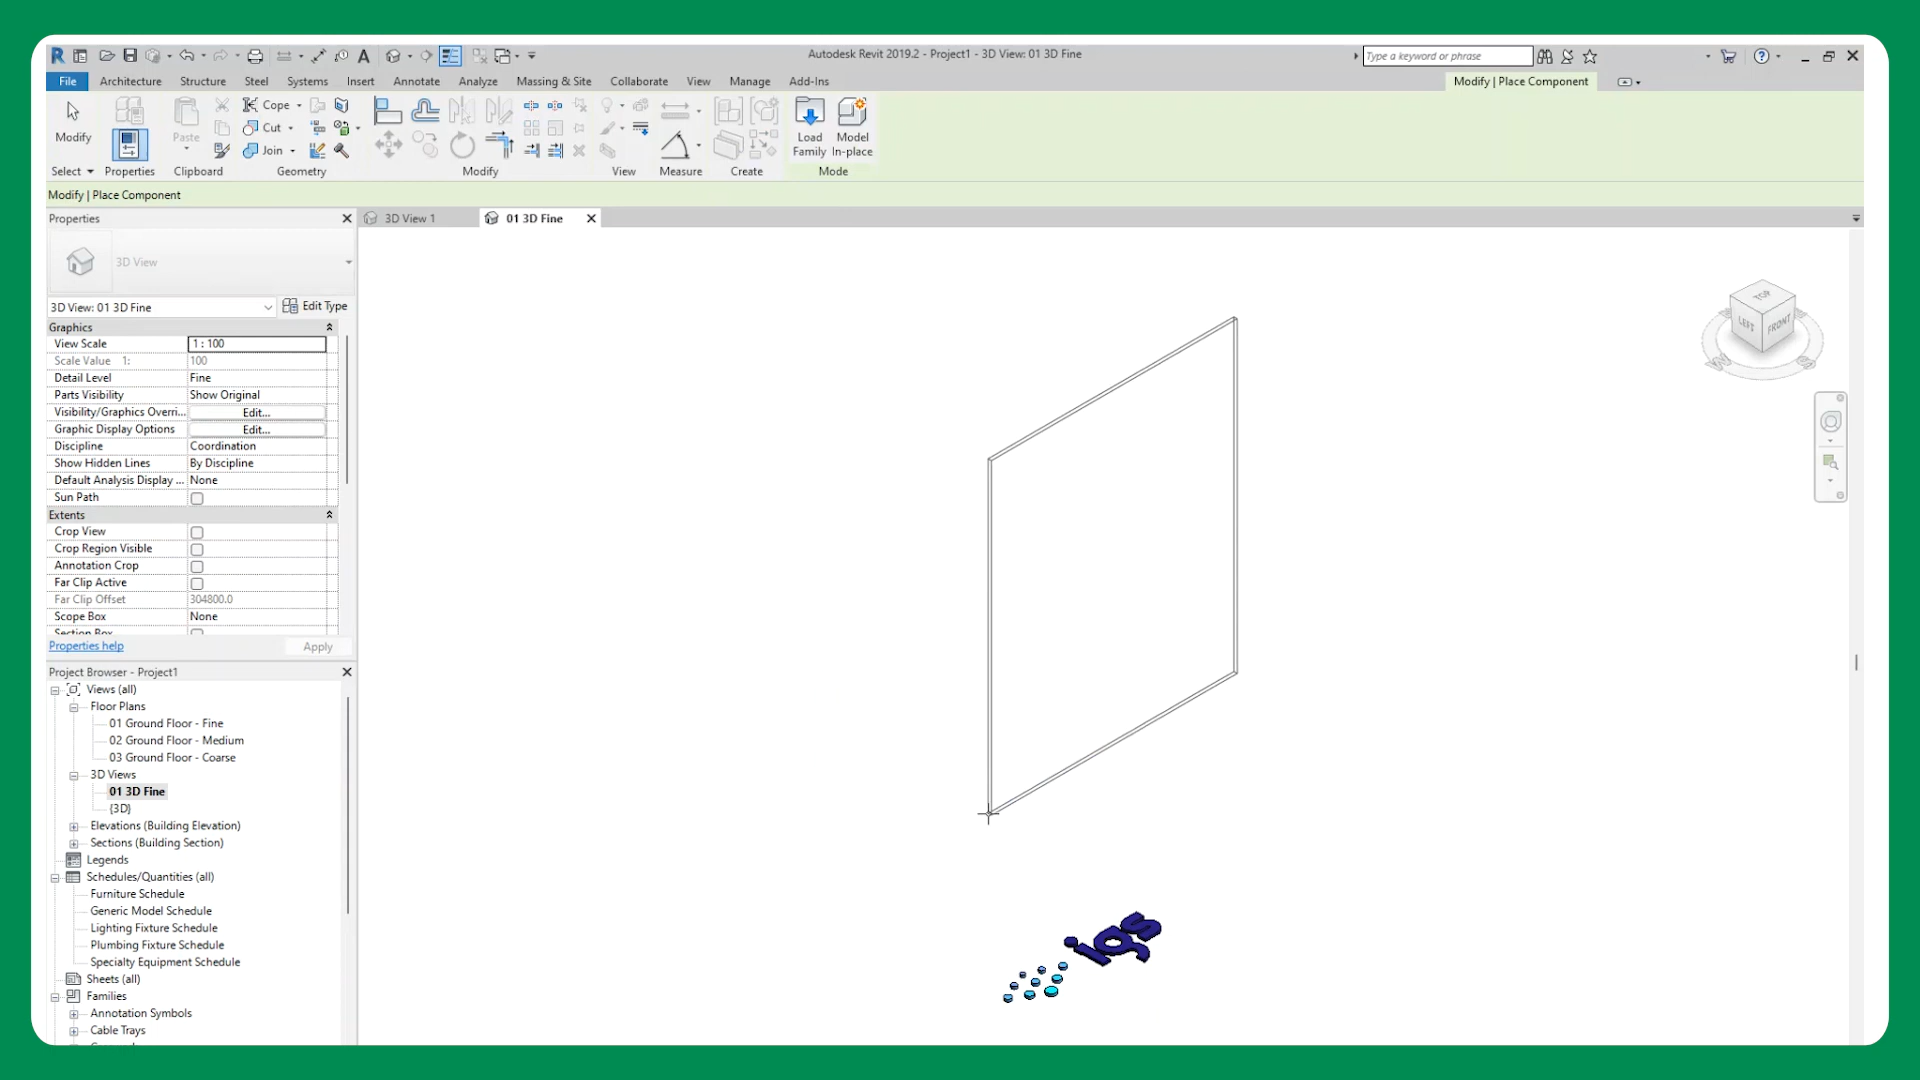 Autodesk Revit 2019.2 - Project1 - 3D View: 01 3D Fine
Type a keyword or phrase
File Architecture Structure Steel Systems Insert Annotate Analyze Massing & Site Collaborate View Manage Add-Ins Modify | Place Component
Modify
Paste
Cope
Cut
Join
Load Family
Model In-place
Select Properties Clipboard Geometry Modify View Measure Create Mode
Modify | Place Component
Properties
3D View 1
01 3D Fine
3D View
3D View: 01 3D Fine
Edit Type
Graphics
View Scale 1 : 100
Scale Value 1: 100
Detail Level Fine
Parts Visibility Show Original
Visibility/Graphics Overri... Edit...
Graphic Display Options Edit...
Discipline Coordination
Show Hidden Lines By Discipline
Default Analysis Display ... None
Sun Path
Extents
Crop View
Crop Region Visible
Annotation Crop
Far Clip Active
Far Clip Offset 304800.0
Scope Box None
Section Box
Properties help Apply
Project Browser - Project1
Views (all)
Floor Plans
01 Ground Floor - Fine
02 Ground Floor - Medium
03 Ground Floor - Coarse
3D Views
01 3D Fine
{3D}
Elevations (Building Elevation)
Sections (Building Section)
Legends
Schedules/Quantities (all)
Furniture Schedule
Generic Model Schedule
Lighting Fixture Schedule
Plumbing Fixture Schedule
Specialty Equipment Schedule
Sheets (all)
Families
Annotation Symbols
Cable Trays
TOP
LEFT
FRONT
W
S
igs